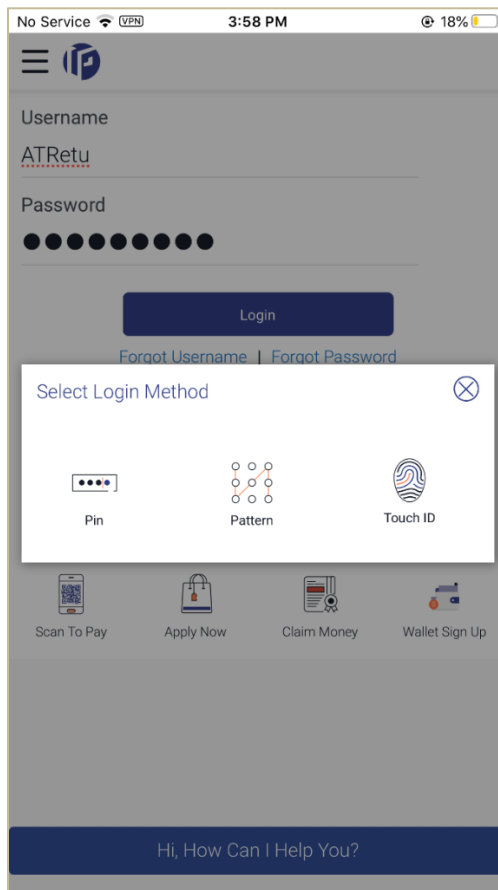 No Service VPN 3:58 PM 18%
Username
ATRetu
Password
Login
Forgot Username | Forgot Password
Select Login Method
Pin Pattern Touch ID
Scan To Pay Apply Now Claim Money Wallet Sign Up
Hi, How Can I Help You?